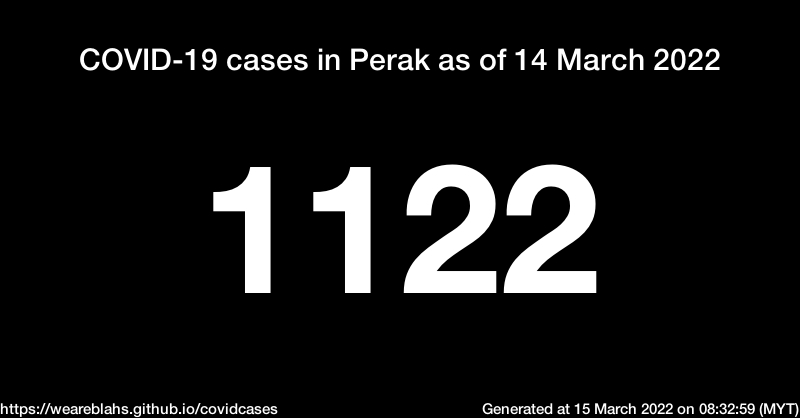 COVID-19 cases in Perak as of 14 March 2022
1122
https://weareblahs.github.io/covidcases
Generated at 15 March 2022 on 08:32:59 (MYT)